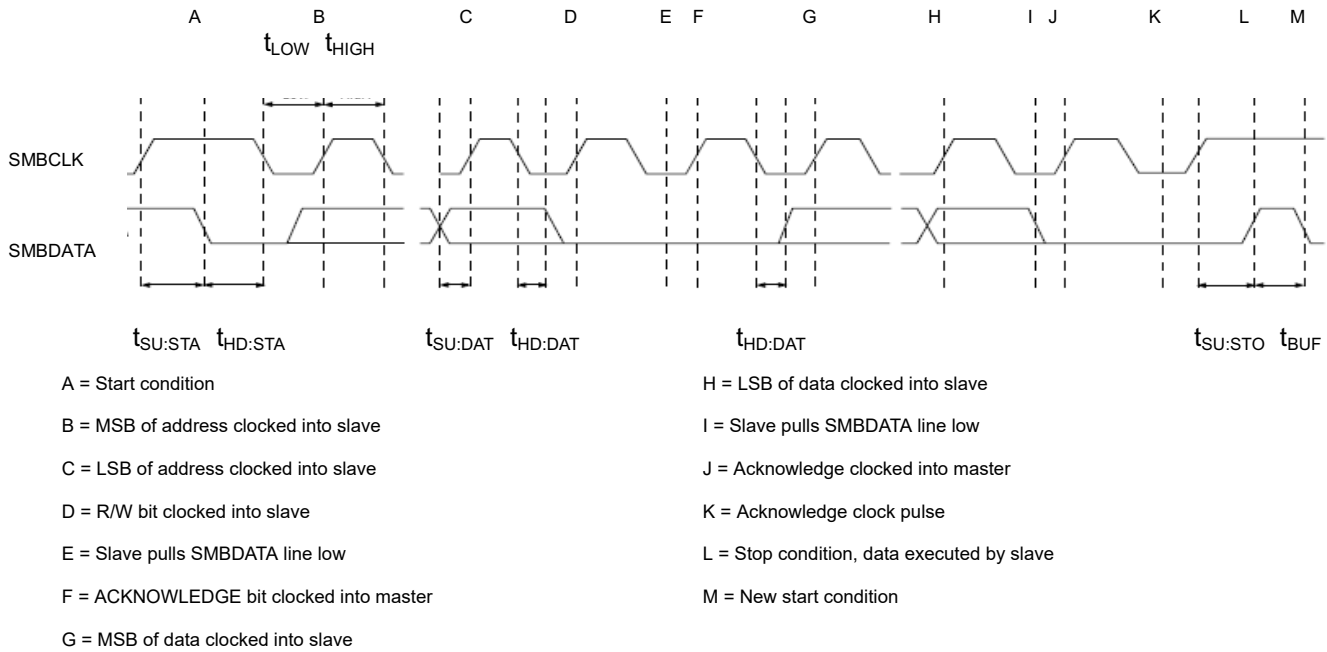 A B C D E F G H I J K L M
tLOW tHIGH
SMBCLK
SMBDATA
tSU:STA tHD:STA tSU:DAT tHD:DAT tHD:DAT tSU:STO tBUF
A = Start condition
B = MSB of address clocked into slave
C = LSB of address clocked into slave
D = R/W bit clocked into slave
E = Slave pulls SMBDATA line low
F = ACKNOWLEDGE bit clocked into master
G = MSB of data clocked into slave
H = LSB of data clocked into slave
I = Slave pulls SMBDATA line low
J = Acknowledge clocked into master
K = Acknowledge clock pulse
L = Stop condition, data executed by slave
M = New start condition